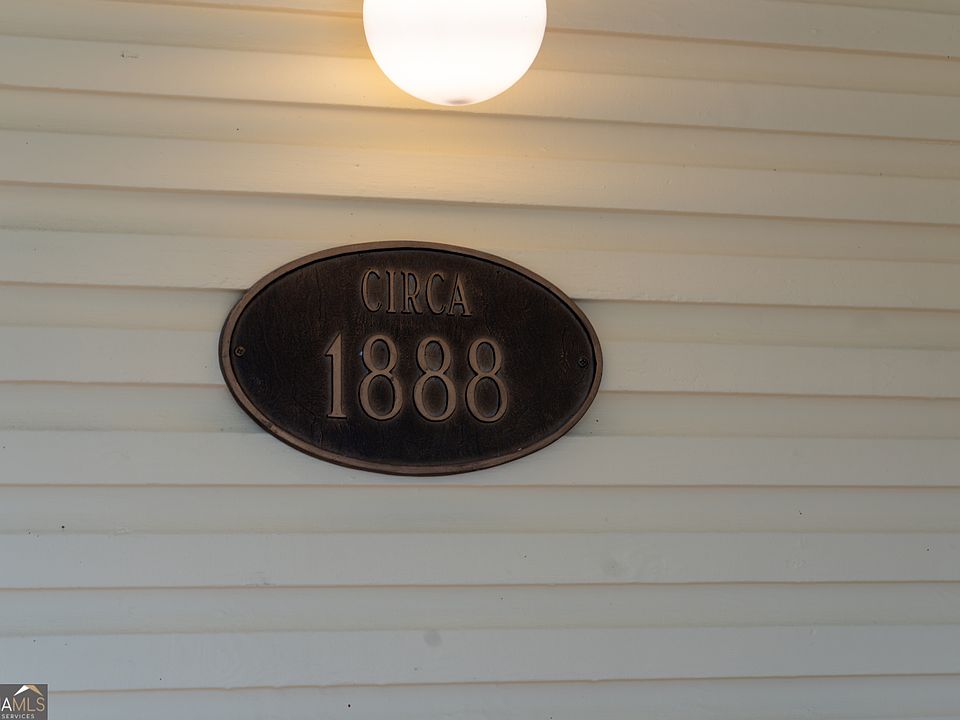 CIRCA
1888
AMLS
SERVICES